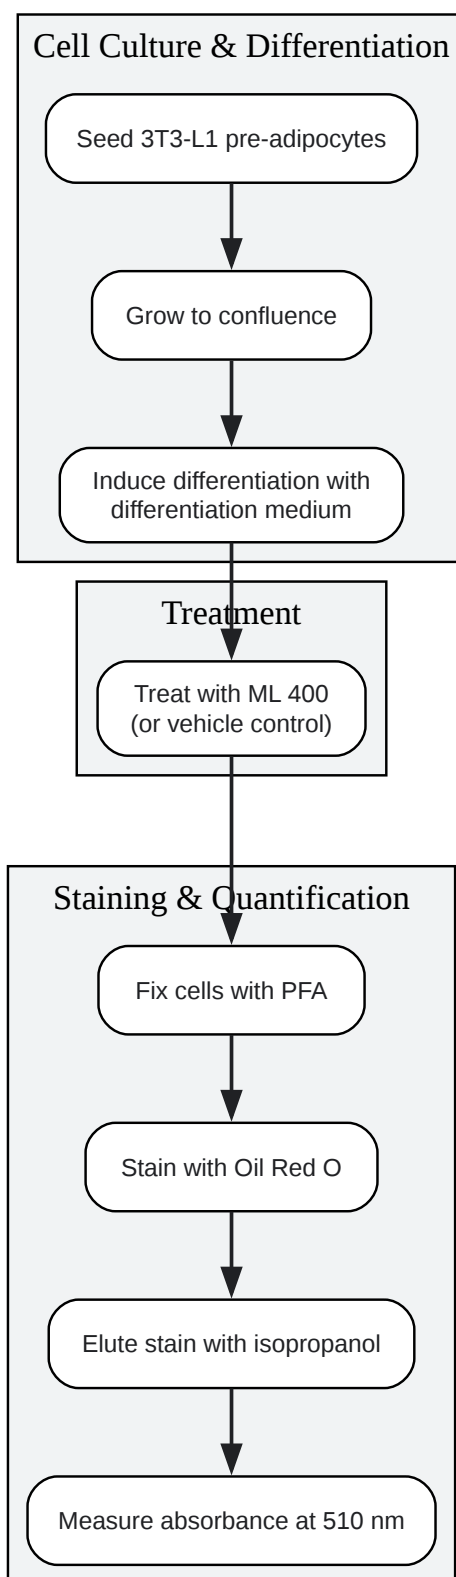 Cell Culture & Differentiation
Seed 3T3-L1 pre-adipocytes
Grow to confluence
Induce differentiation with
differentiation medium
Treatment
Treat with ML 400
(or vehicle control)
Staining & Quantification
Fix cells with PFA
Stain with Oil Red O
Elute stain with isopropanol
Measure absorbance at 510 nm